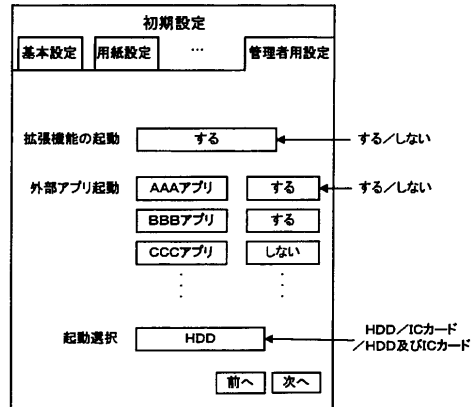 初期設定
基本設定 用紙設定 … 管理者用設定
拡張機能の起動 する する／しない
外部アプリ起動 AAAアプリ する する／しない
BBBアプリ する
CCCアプリ しない
起動選択 HDD HDD／ICカード
／HDD及びICカード
前へ 次へ